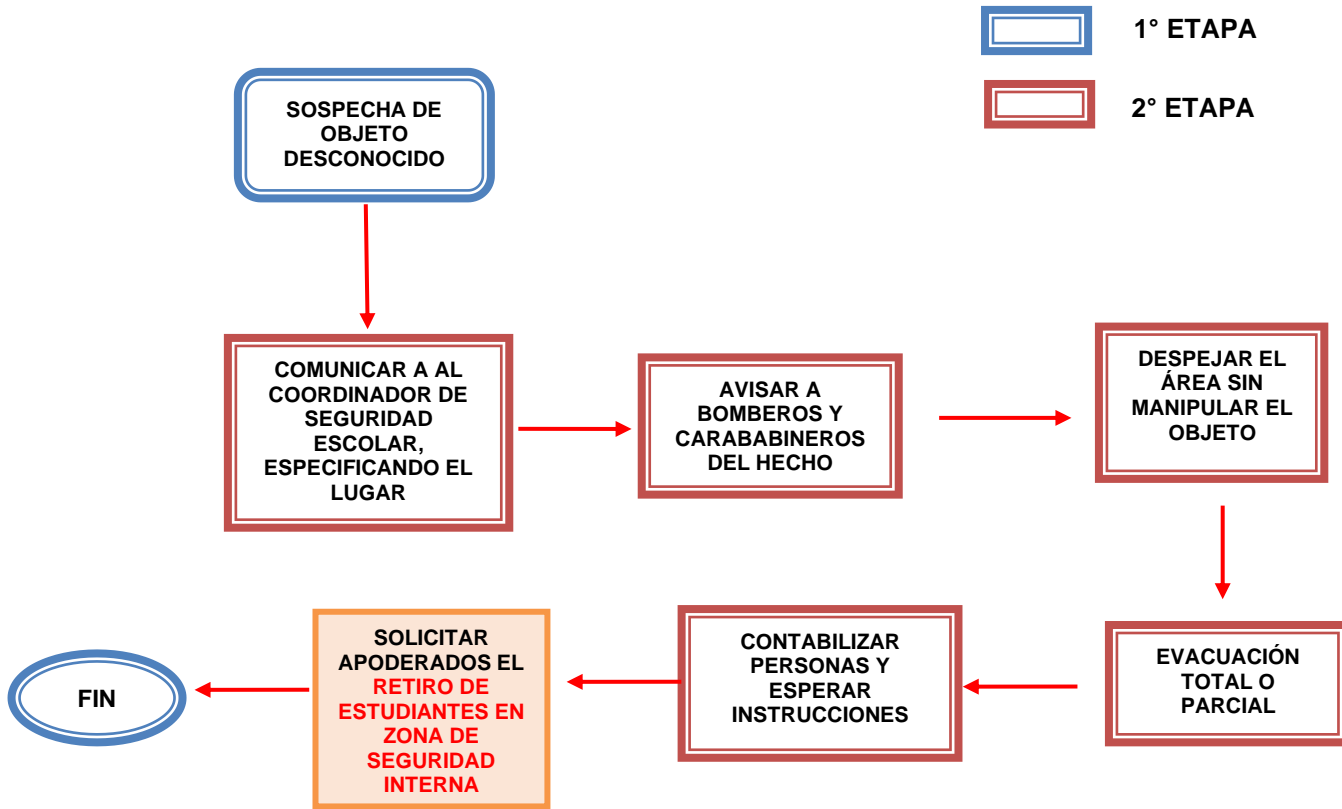 1° ETAPA
2° ETAPA
SOSPECHA DE
OBJETO
DESCONOCIDO
COMUNICAR A AL
COORDINADOR DE
SEGURIDAD
ESCOLAR,
ESPECIFICANDO EL
LUGAR
AVISAR A
BOMBEROS Y
CARABABINEROS
DEL HECHO
DESPEJAR EL
ÁREA SIN
MANIPULAR EL
OBJETO
EVACUACIÓN
TOTAL O
PARCIAL
CONTABILIZAR
PERSONAS Y
ESPERAR
INSTRUCCIONES
SOLICITAR
APODERADOS EL
RETIRO DE
ESTUDIANTES EN
ZONA DE
SEGURIDAD
INTERNA
FIN